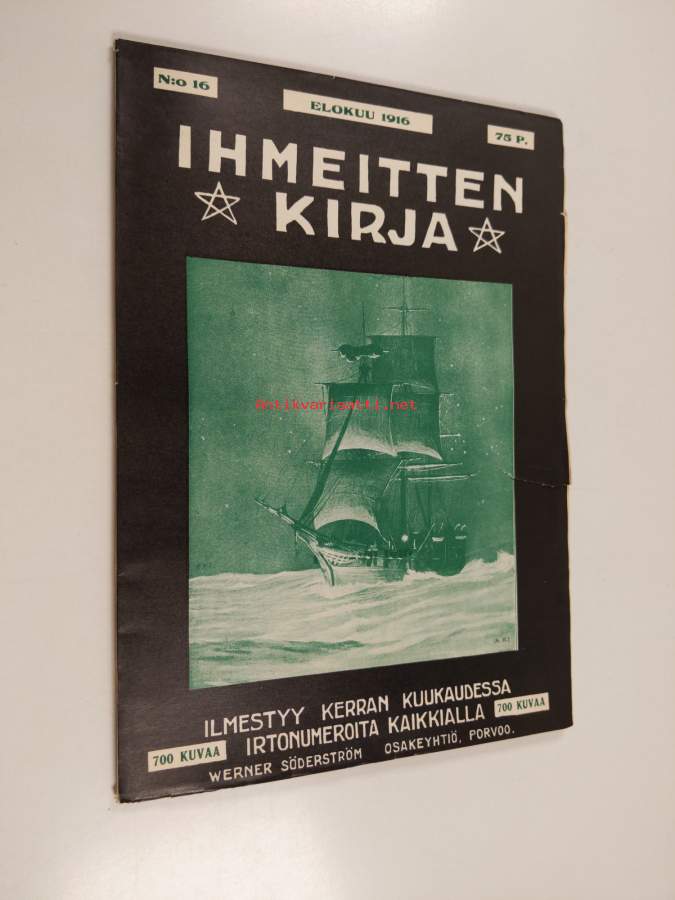 N:o 16
ELOKUU 1916
75 P.
IHMEITTEN
KIRJA
Antikvariaatti.net
ILMESTYY KERRAN KUUKAUDESSA
700 KUVAA IRTONUMEROITA KAIKKIALLA 700 KUVAA
WERNER SÖDERSTRÖM OSAKEYHTIÖ, PORVOO.